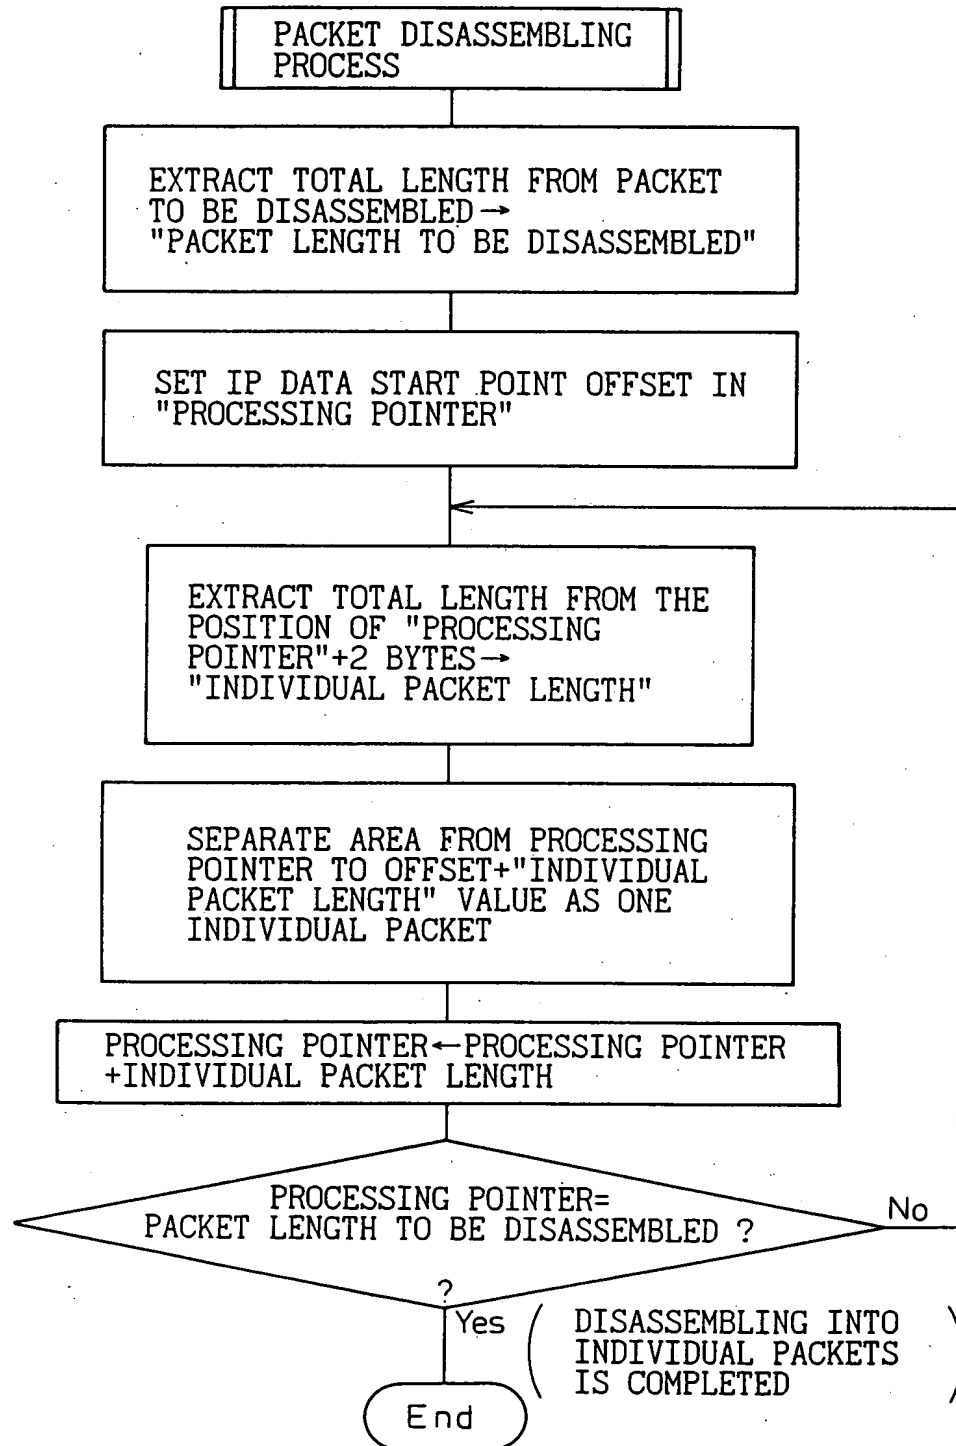 PACKET DISASSEMBLING
PROCESS
EXTRACT TOTAL LENGTH FROM PACKET
TO BE DISASSEMBLED→
"PACKET LENGTH TO BE DISASSEMBLED"
SET IP DATA START POINT OFFSET IN
"PROCESSING POINTER"
EXTRACT TOTAL LENGTH FROM THE
POSITION OF "PROCESSING
POINTER"+2 BYTES→
"INDIVIDUAL PACKET LENGTH"
SEPARATE AREA FROM PROCESSING
POINTER TO OFFSET+"INDIVIDUAL
PACKET LENGTH" VALUE AS ONE
INDIVIDUAL PACKET
PROCESSING POINTER←PROCESSING POINTER
+INDIVIDUAL PACKET LENGTH
PROCESSING POINTER=
PACKET LENGTH TO BE DISASSEMBLED ?
?
No
Yes
(DISASSEMBLING INTO
INDIVIDUAL PACKETS
IS COMPLETED)
End